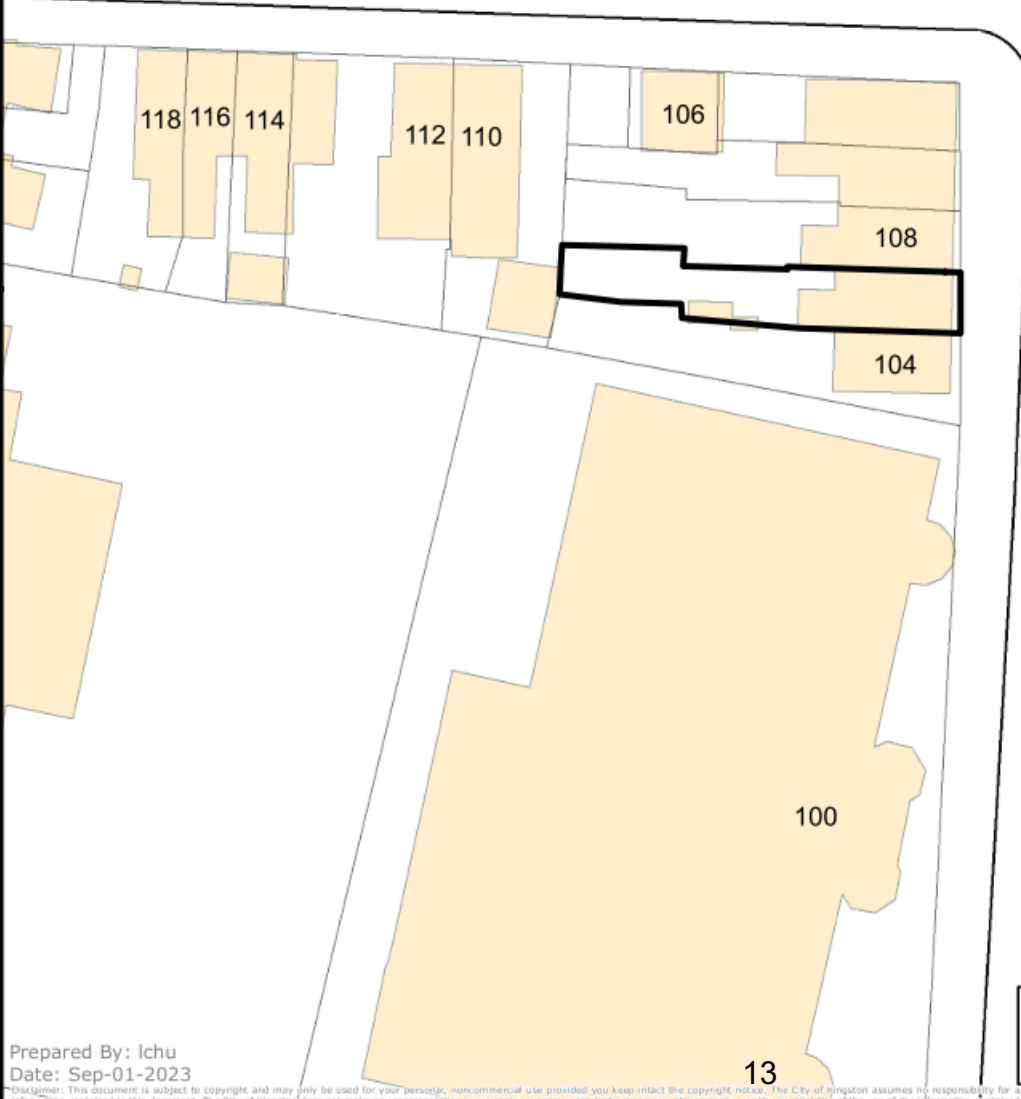 118 116 114
112 110
106
108
104
100
13
Prepared By: lchu
Date: Sep-01-2023
Disclaimer: This document is subject to copyright and may only be used for your personal, noncommercial use provided you keep intact the copyright notice. The City of Kingston assumes no responsibility for a